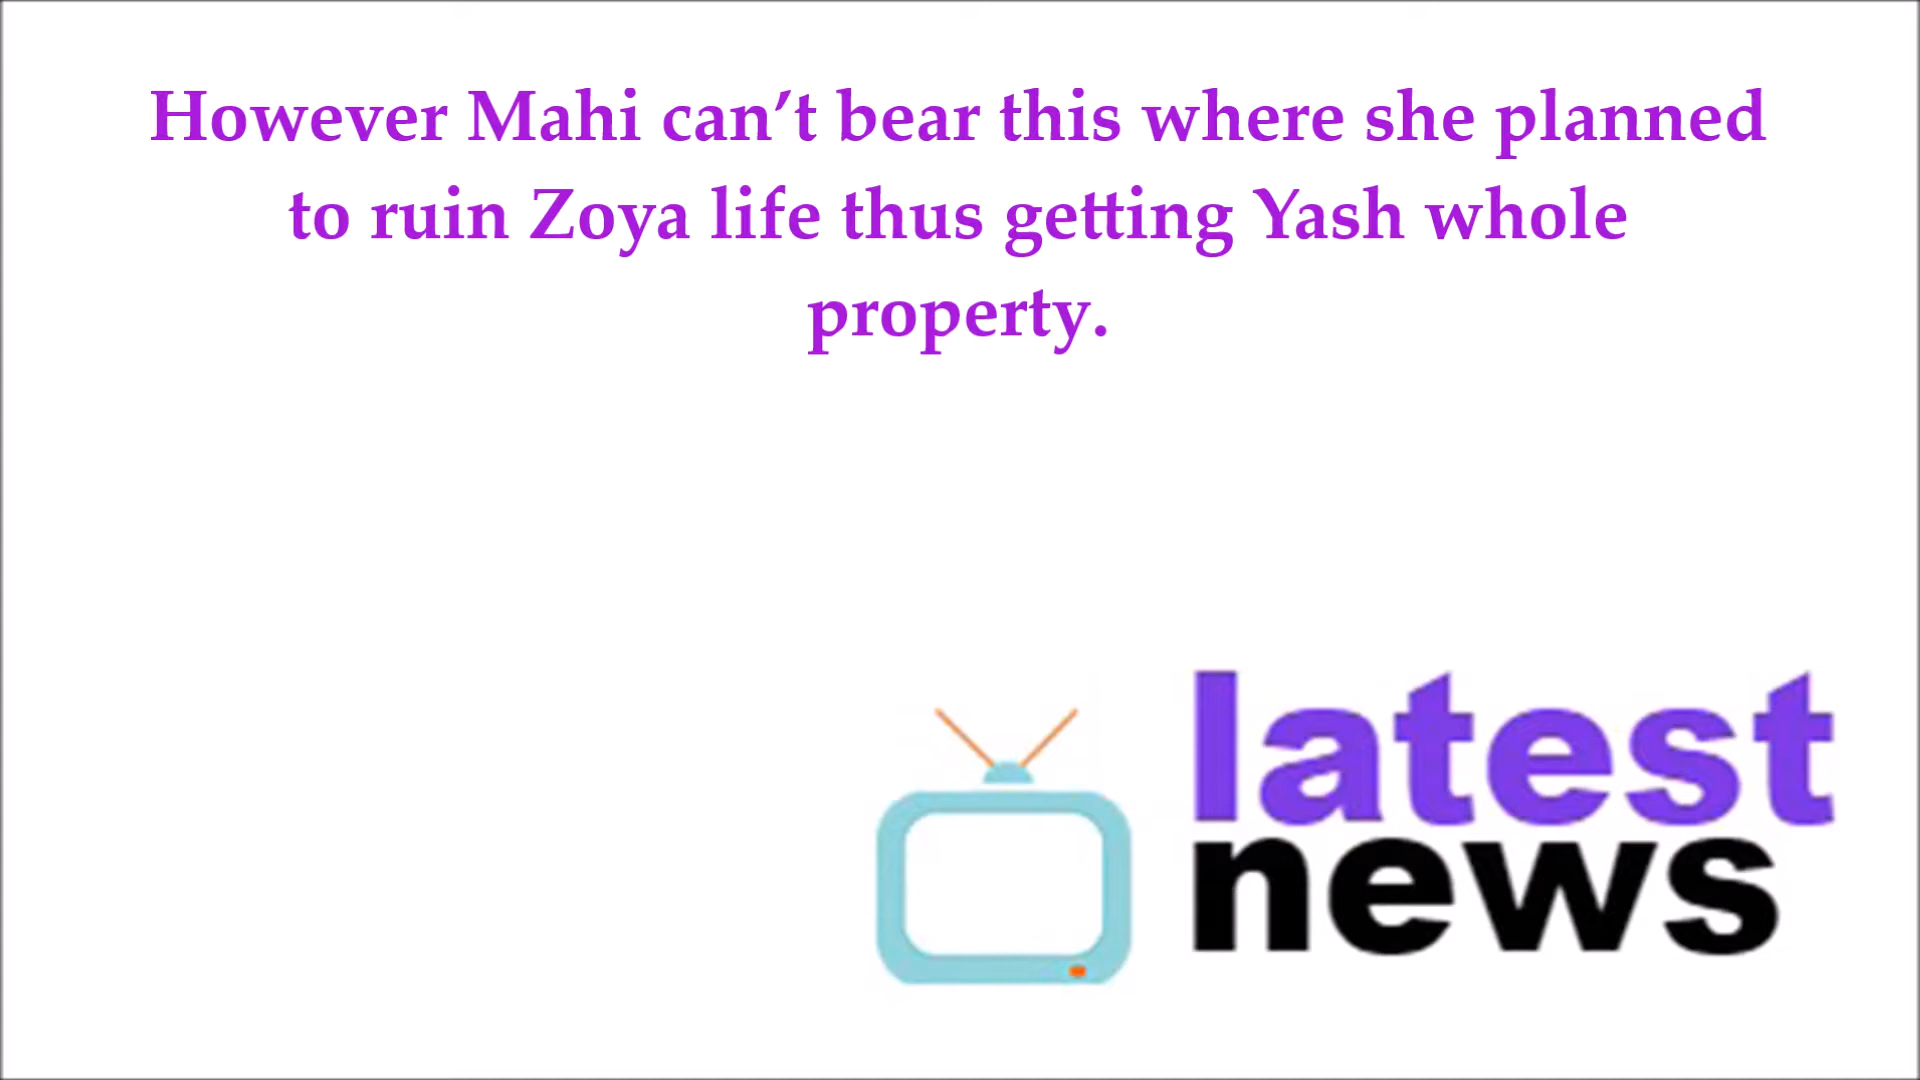 However Mahi can’t bear this where she planned
to ruin Zoya life thus getting Yash whole
property.
latest
news